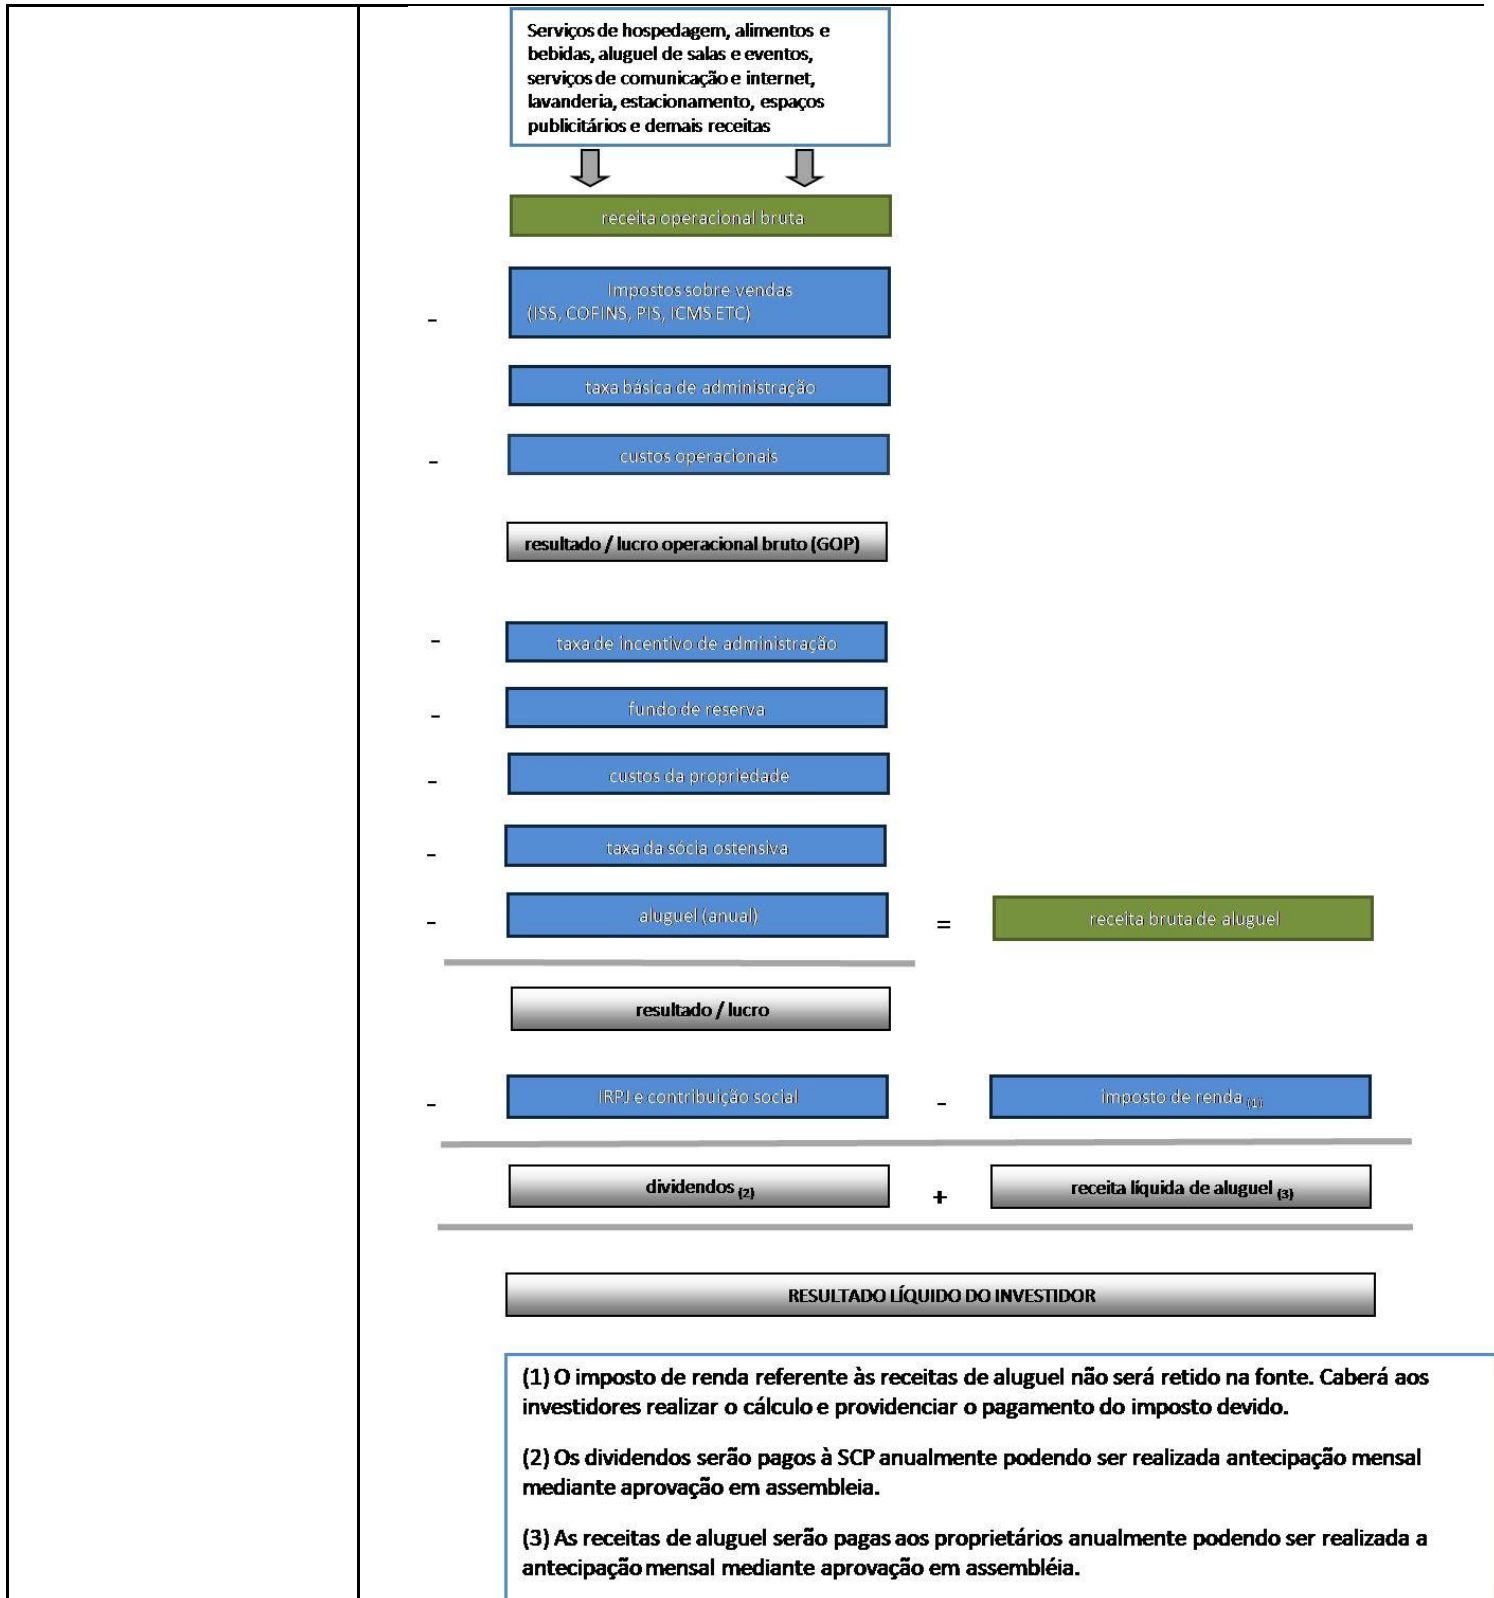 Serviços de hospedagem, alimentos e
bebidas, aluguel de salas e eventos,
serviços de comunicação e internet,
lavanderia, estacionamento, espaços
publicitários e demais receitas
receita operacional bruta
Impostos sobre vendas
- (ISS, COFINS, PIS, ICMS ETC)
taxa básica de administração
- custos operacionais
resultado / lucro operacional bruto (GOP)
- taxa de incentivo de administração
- fundo de reserva
- custos da propriedade
- taxa da sócia ostensiva
- aluguel (anual) = receita bruta de aluguel
resultado / lucro
- IRPJ e contribuição social - imposto de renda (1)
dividendos (2) + receita líquida de aluguel (3)
RESULTADO LÍQUIDO DO INVESTIDOR
(1) O imposto de renda referente às receitas de aluguel não será retido na fonte. Caberá aos
investidores realizar o cálculo e providenciar o pagamento do imposto devido.
(2) Os dividendos serão pagos à SCP anualmente podendo ser realizada antecipação mensal
mediante aprovação em assembleia.
(3) As receitas de aluguel serão pagas aos proprietários anualmente podendo ser realizada a
antecipação mensal mediante aprovação em assembléia.